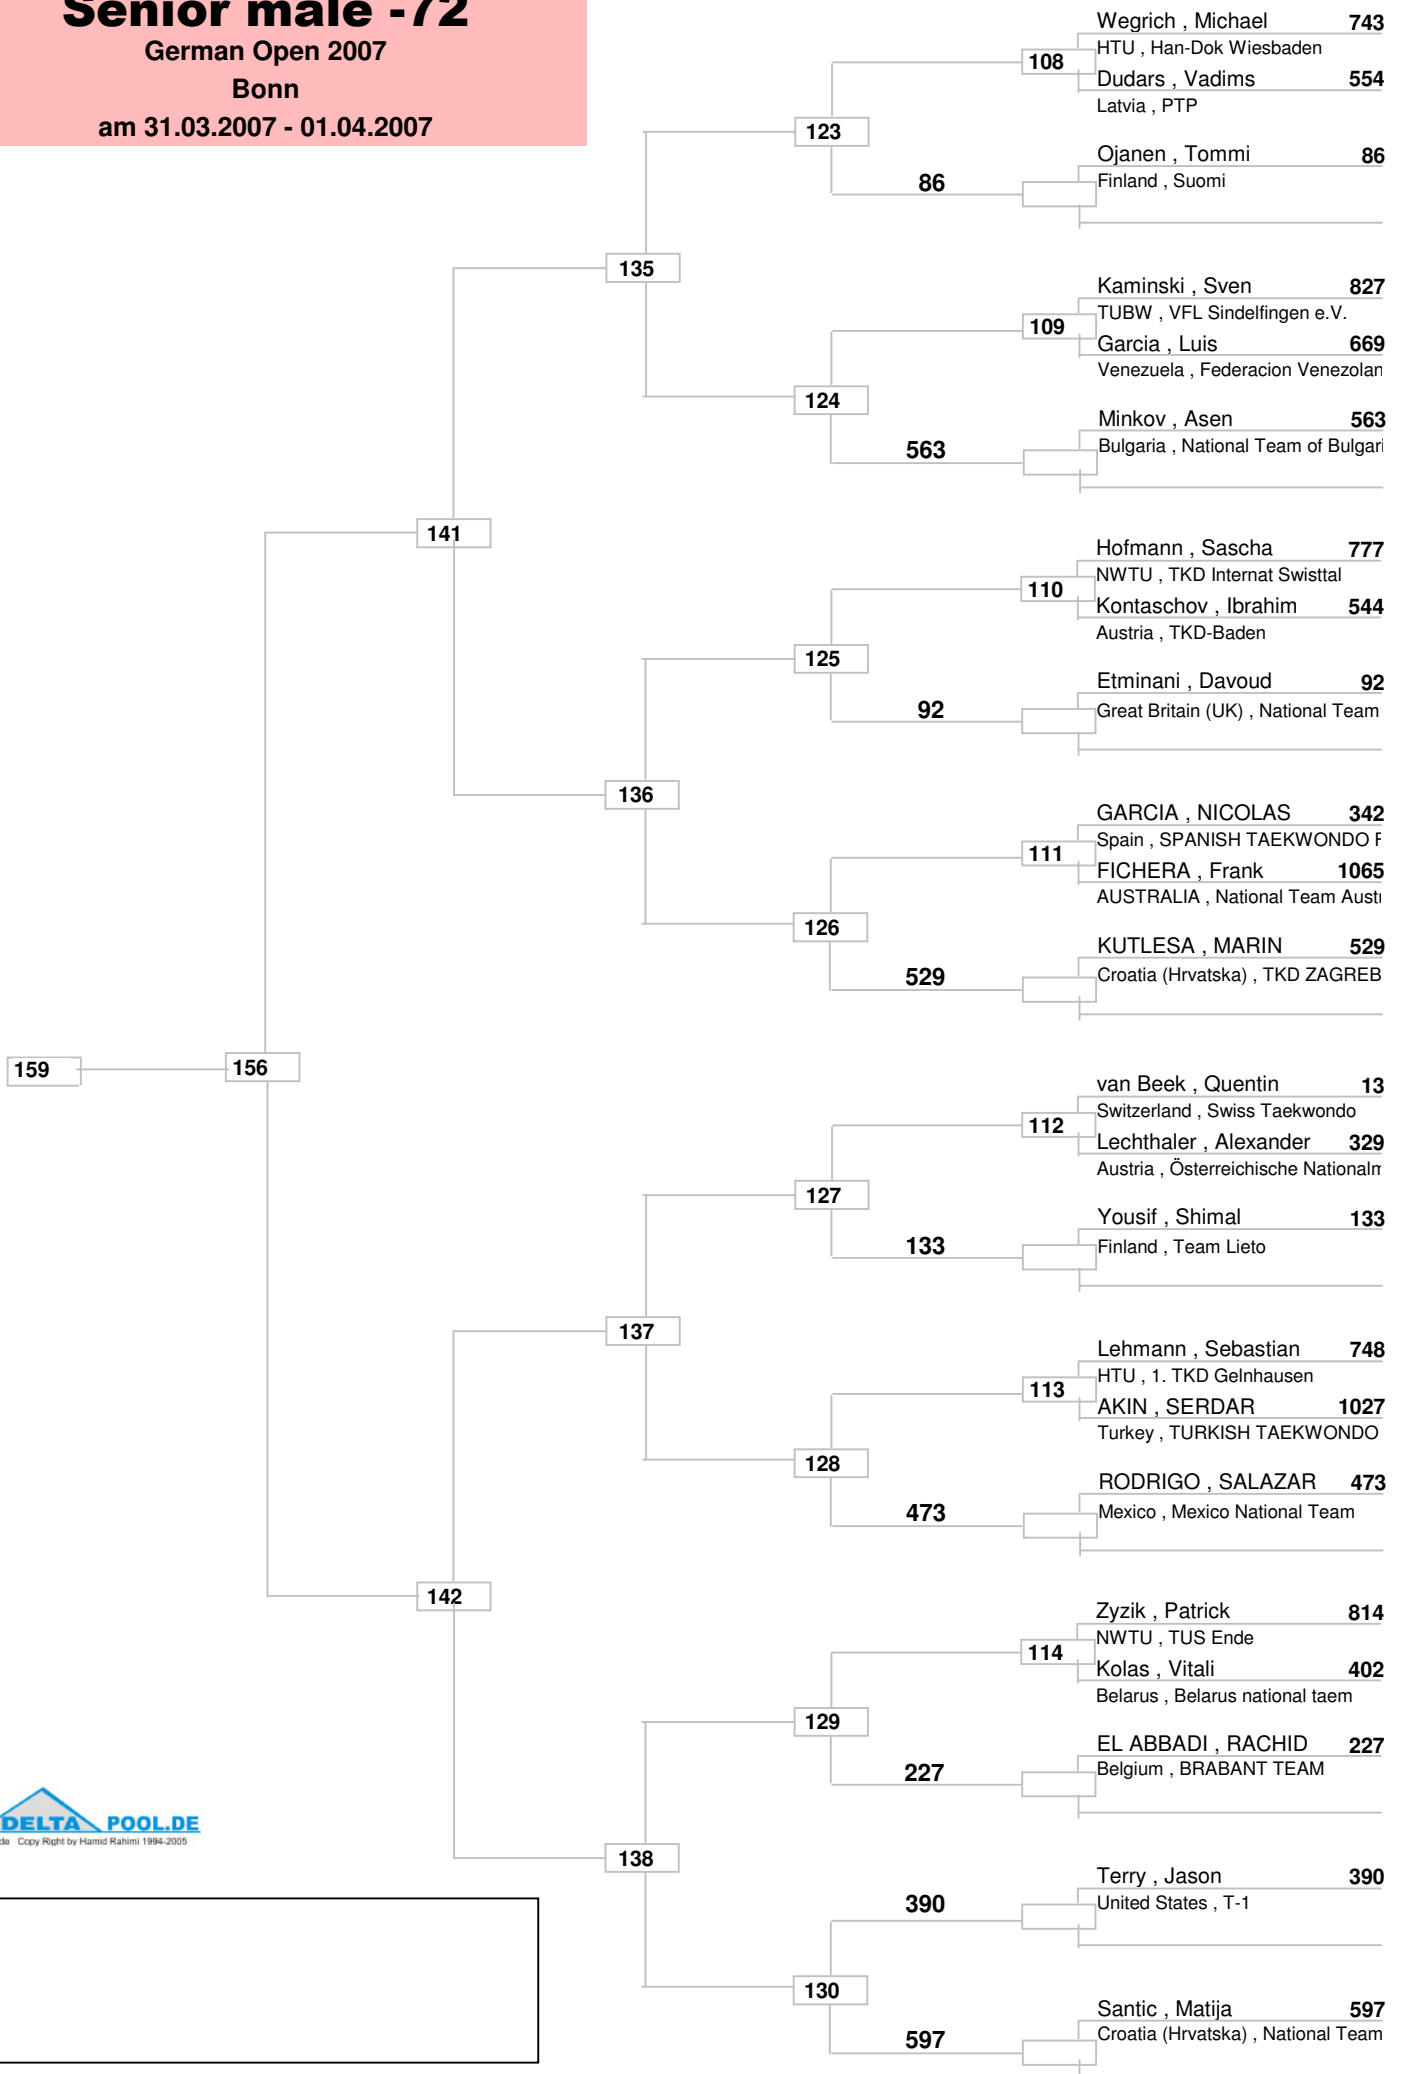 Senior male -72
German Open 2007
Bonn
am 31.03.2007 - 01.04.2007
Wegrich , Michael 743
HTU , Han-Dok Wiesbaden
108
Dudars , Vadims 554
Latvia , PTP
123
Ojanen , Tommi 86
86
Finland , Suomi
135
Kaminski , Sven 827
TUBW , VFL Sindelfingen e.V.
109
Garcia , Luis 669
Venezuela , Federacion Venezolan
124
Minkov , Asen 563
563
Bulgaria , National Team of Bulgari
141
Hofmann , Sascha 777
NWTU , TKD Internat Swisttal
110
Kontaschov , Ibrahim 544
Austria , TKD-Baden
125
Etminani , Davoud 92
92
Great Britain (UK) , National Team
136
GARCIA , NICOLAS 342
Spain , SPANISH TAEKWONDO F
111
FICHERA , Frank 1065
AUSTRALIA , National Team Austr
126
KUTLESA , MARIN 529
529
Croatia (Hrvatska) , TKD ZAGREB
159
156
van Beek , Quentin 13
Switzerland , Swiss Taekwondo
112
Lechthaler , Alexander 329
Austria , Österreichische Nationalm
127
Yousif , Shimal 133
133
Finland , Team Lieto
137
Lehmann , Sebastian 748
HTU , 1. TKD Gelnhausen
113
AKIN , SERDAR 1027
Turkey , TURKISH TAEKWONDO
128
RODRIGO , SALAZAR 473
473
Mexico , Mexico National Team
142
Zyzik , Patrick 814
NWTU , TUS Ende
114
Kolas , Vitali 402
Belarus , Belarus national taem
129
EL ABBADI , RACHID 227
227
Belgium , BRABANT TEAM
DELTA POOL.DE
de Copy Right by Hamid Rahimi 1994-2005
138
Terry , Jason 390
390
United States , T-1
130
Santic , Matija 597
597
Croatia (Hrvatska) , National Team